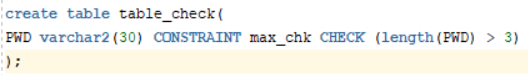 create table table_check(
PWD varchar2(30) CONSTRAINT max_chk CHECK (length(PWD) > 3)
);